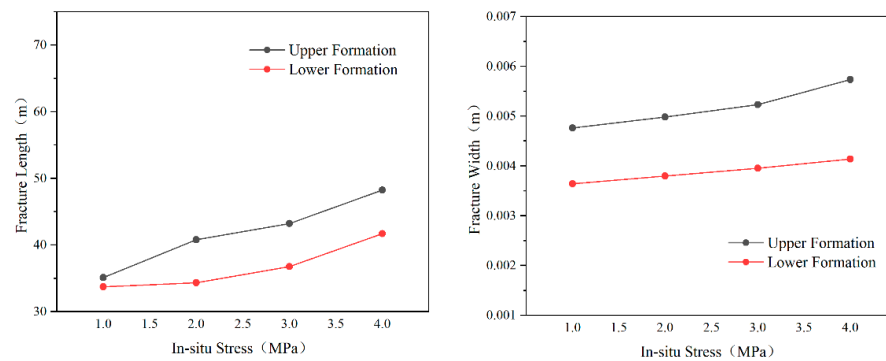 70
60
50
40
30
Fracture Length（m）
1.0 1.5 2.0 2.5 3.0 3.5 4.0
In-situ Stress（MPa）
Upper Formation
Lower Formation
0.007
0.006
0.005
0.004
0.003
0.002
0.001
Fracture Width（m）
1.0 1.5 2.0 2.5 3.0 3.5 4.0
In-situ Stress（MPa）
Upper Formation
Lower Formation